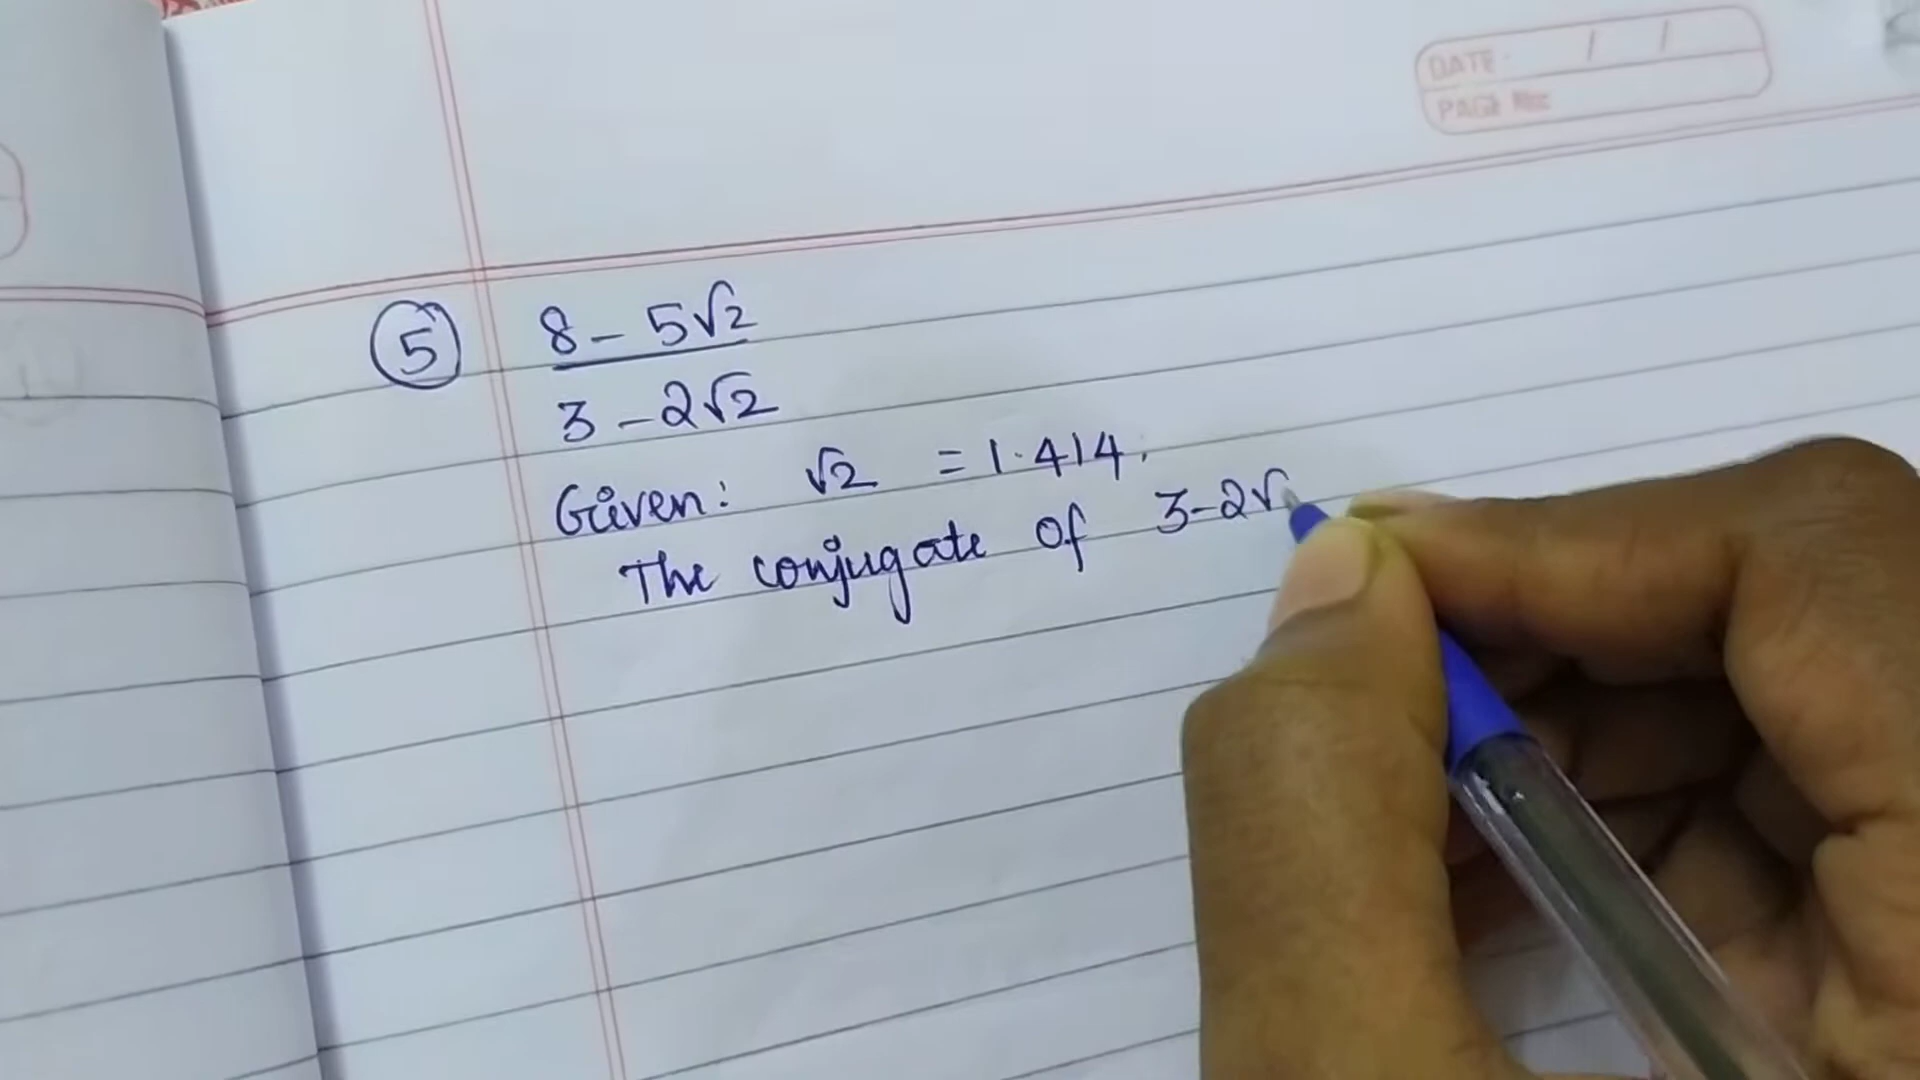 DATE: / /
PAGE No:
5
8 - 5√2
3 - 2√2
Given: √2 = 1.414.
The conjugate of 3-2√